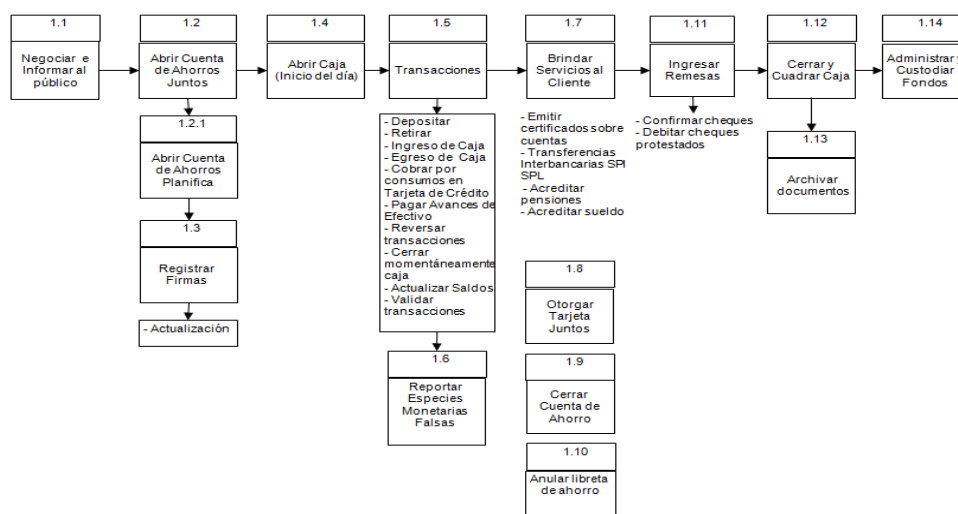 1.1
Negociar e
Informar al
público
1.2
Abrir Cuenta
de Ahorros
Juntos
1.4
Abrir Caja
(Inicio del día)
1.5
Transacciones
1.7
Brindar
Servicios al
Cliente
1.11
Ingresar
Remesas
1.12
Cerrar y
Cuadrar Caja
1.14
Administrar y
Custodiar
Fondos
1.2.1
Abrir Cuenta
de Ahorros
Planifica
1.3
Registrar
Firmas
- Actualización
- Depositar
- Retirar
- Ingreso de Caja
- Egreso de Caja
- Cobrar por
consumos en
Tarjeta de Crédito
- Pagar Avances de
Efectivo
- Reversar
transacciones
- Cerrar
momentáneamente
caja
- Actualizar Saldos
- Validar
transacciones
1.6
Reportar
Especies
Monetarias
Falsas
- Emitir
certificados sobre
cuentas
- Transferencias
Interbancarias SPI
SPL
- Acreditar
pensiones
- Acreditar sueldo
1.8
Otorgar
Tarjeta
Juntos
1.9
Cerrar
Cuenta de
Ahorro
1.10
Anular libreta
de ahorro
- Confirmar cheques
- Debitar cheques
protestados
1.13
Archivar
documentos